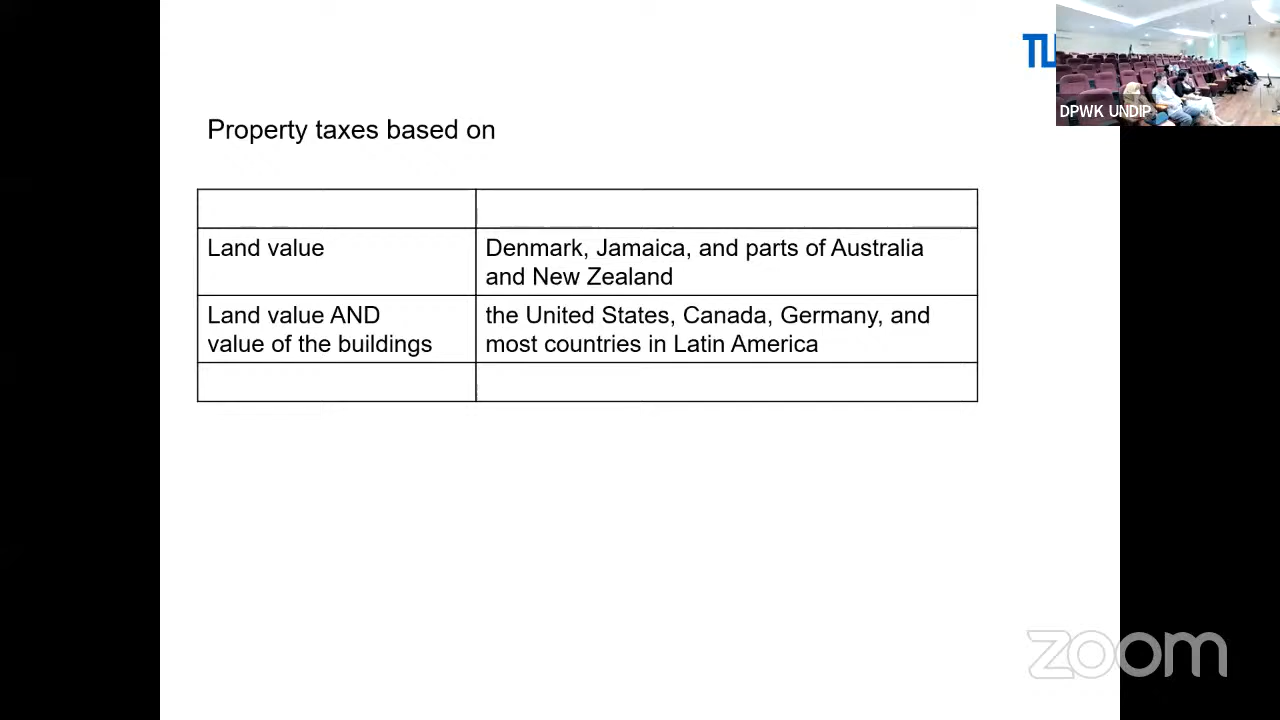 TU
DPWK UNDIP
Property taxes based on
Land value
Denmark, Jamaica, and parts of Australia
and New Zealand
Land value AND
value of the buildings
the United States, Canada, Germany, and
most countries in Latin America
zoom